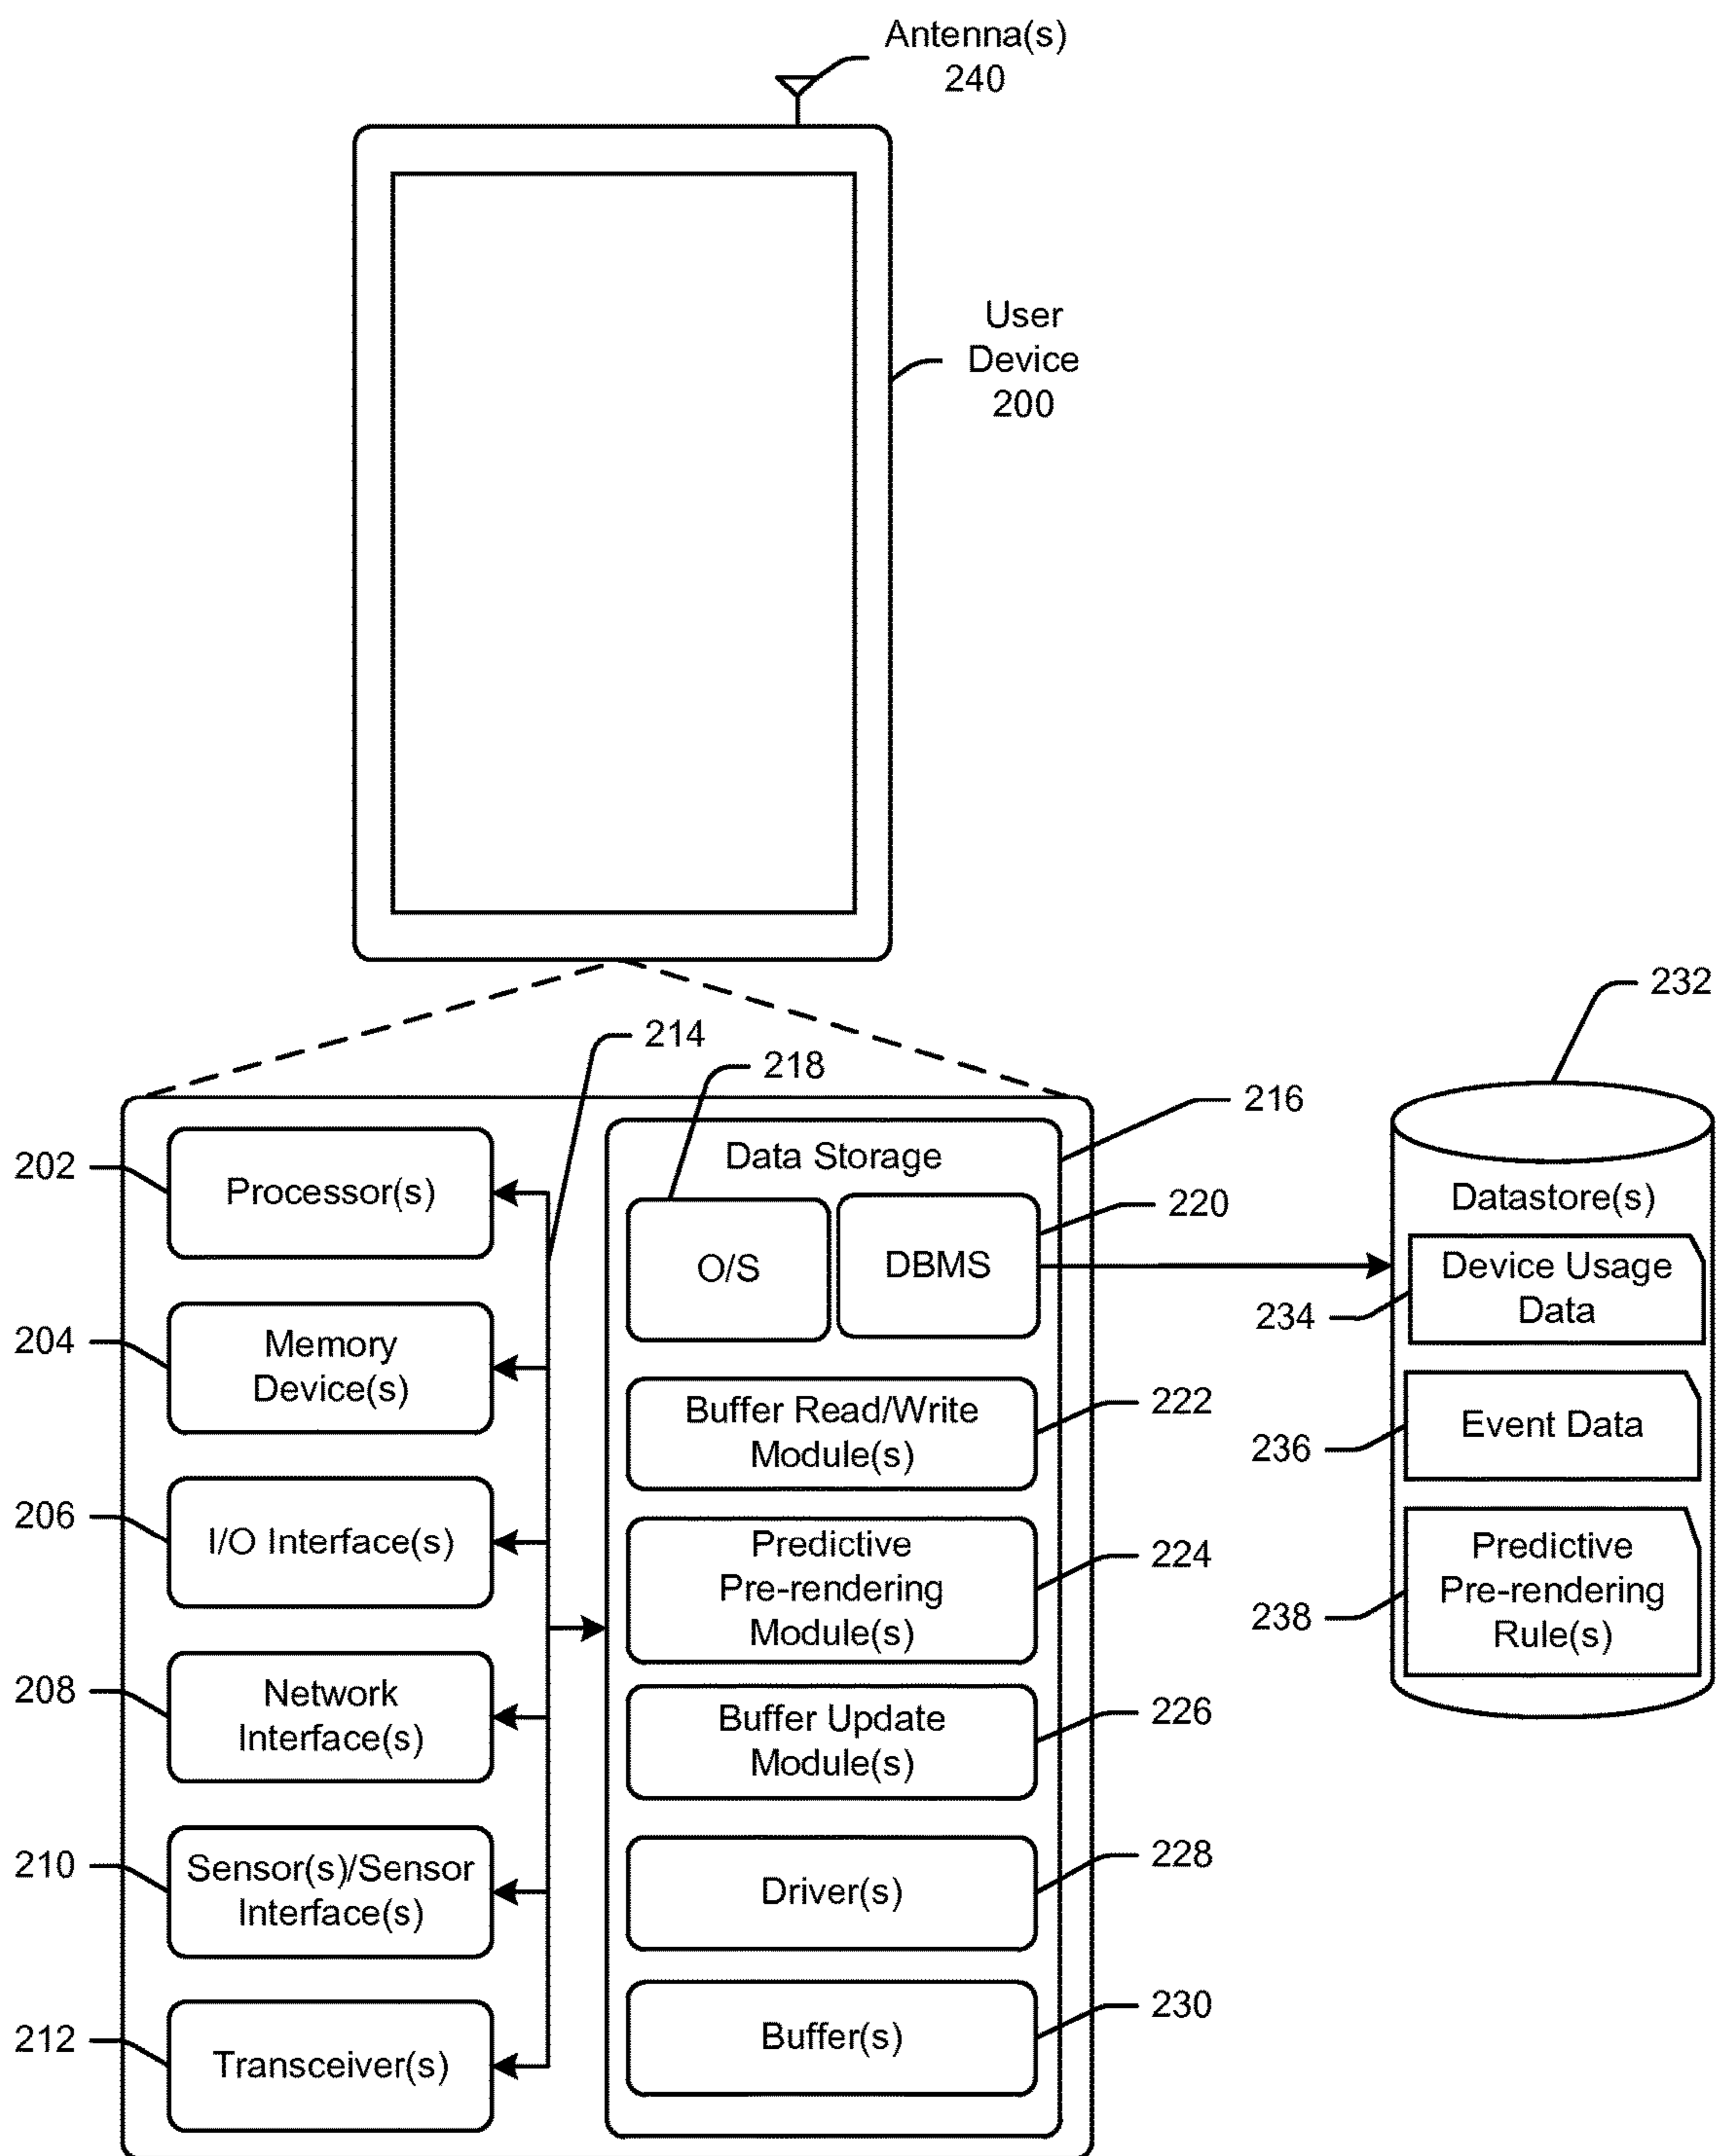 Antenna(s)
240
User
Device
200
232
214
218
216
Data Storage
202
Processor(s)
O/S
DBMS
220
Datastore(s)
Device Usage
Data
234
204
Memory
Device(s)
Buffer Read/Write
Module(s)
222
Event Data
236
206
I/O Interface(s)
Predictive
Pre-rendering
Module(s)
224
Predictive
Pre-rendering
Rule(s)
238
208
Network
Interface(s)
Buffer Update
Module(s)
226
210
Sensor(s)/Sensor
Interface(s)
Driver(s)
228
212
Transceiver(s)
Buffer(s)
230